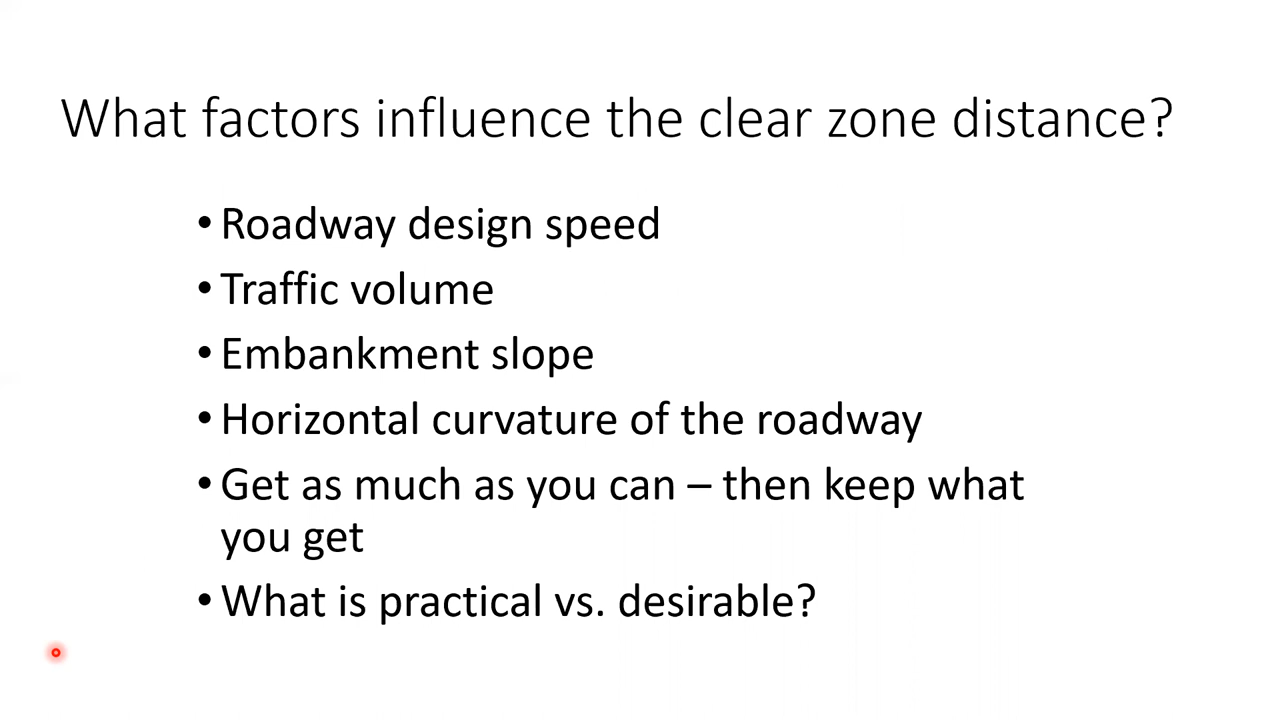 What factors influence the clear zone distance?
• Roadway design speed
• Traffic volume
• Embankment slope
• Horizontal curvature of the roadway
• Get as much as you can – then keep what
you get
• What is practical vs. desirable?